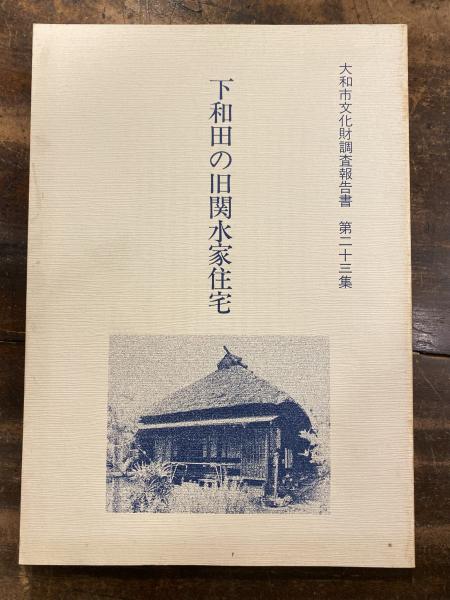 大和市文化財調査報告書 第二十三集
下和田の旧関水家住宅